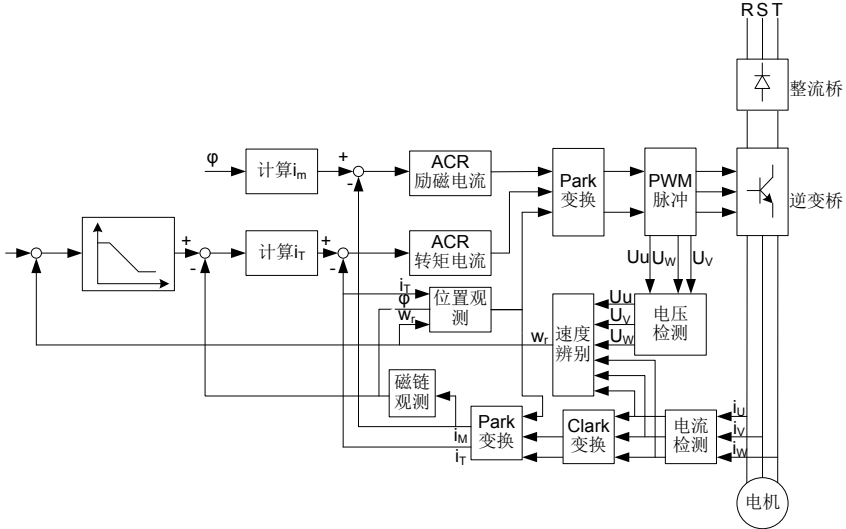 R S T
整流桥
φ
计算iₘ
+
-
ACR
励磁电流
Park
变换
PWM
脉冲
逆变桥
+
-
计算i_T
+
-
ACR
转矩电流
Uu U_W U_V
i_T
φ
w_r
位置观
测
w_r
速度
辨别
Uu
U_V
U_W
电压
检测
磁链
观测
i_M
i_T
Park
变换
Clark
变换
电流
检测
i_U
i_V
i_W
电机